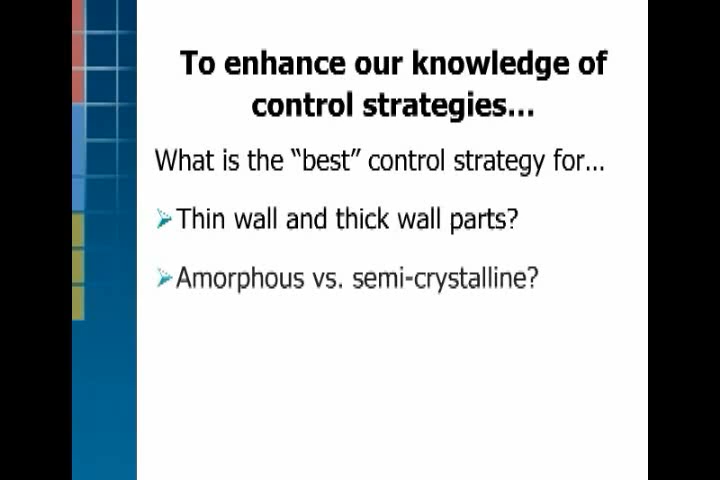 To enhance our knowledge of
control strategies...
What is the “best” control strategy for...
Thin wall and thick wall parts?
Amorphous vs. semi-crystalline?